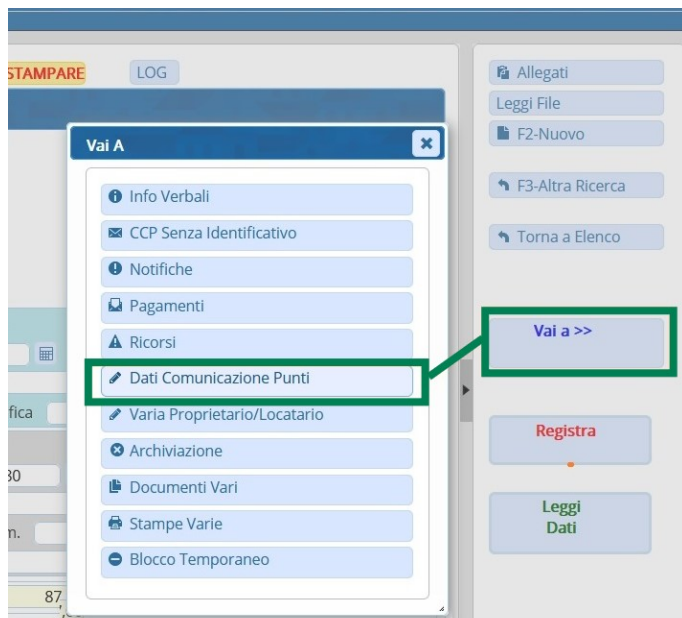 STAMPARE
LOG
Vai A
Info Verbali
CCP Senza Identificativo
Notifiche
Pagamenti
Ricorsi
Dati Comunicazione Punti
Varia Proprietario/Locatario
Archiviazione
Documenti Vari
Stampe Varie
Blocco Temporaneo
fica
30
m.
87,
Allegati
Leggi File
F2-Nuovo
F3-Altra Ricerca
Torna a Elenco
Vai a >>
Registra
Leggi
Dati